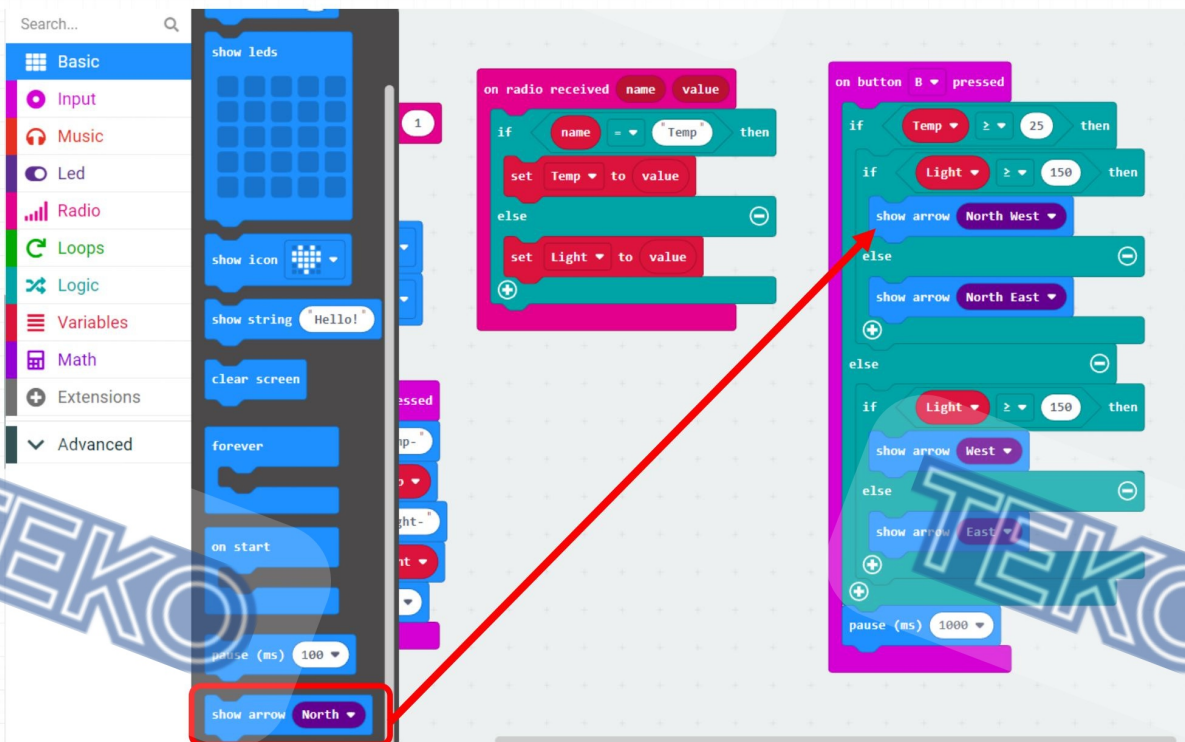 Search...
Basic
Input
Music
Led
Radio
Loops
Logic
Variables
Math
Extensions
Advanced
show leds
show icon
show string "Hello!"
clear screen
forever
on start
pause (ms) 100
show arrow North
1
essed
mp-"
ght-"
nt
on radio received name value
if name = "Temp" then
set Temp to value
else
set Light to value
on button B pressed
if Temp ≥ 25 then
if Light ≥ 150 then
show arrow North West
else
show arrow North East
else
if Light ≥ 150 then
show arrow West
else
show arrow East
pause (ms) 1000
TEKO
TEKO